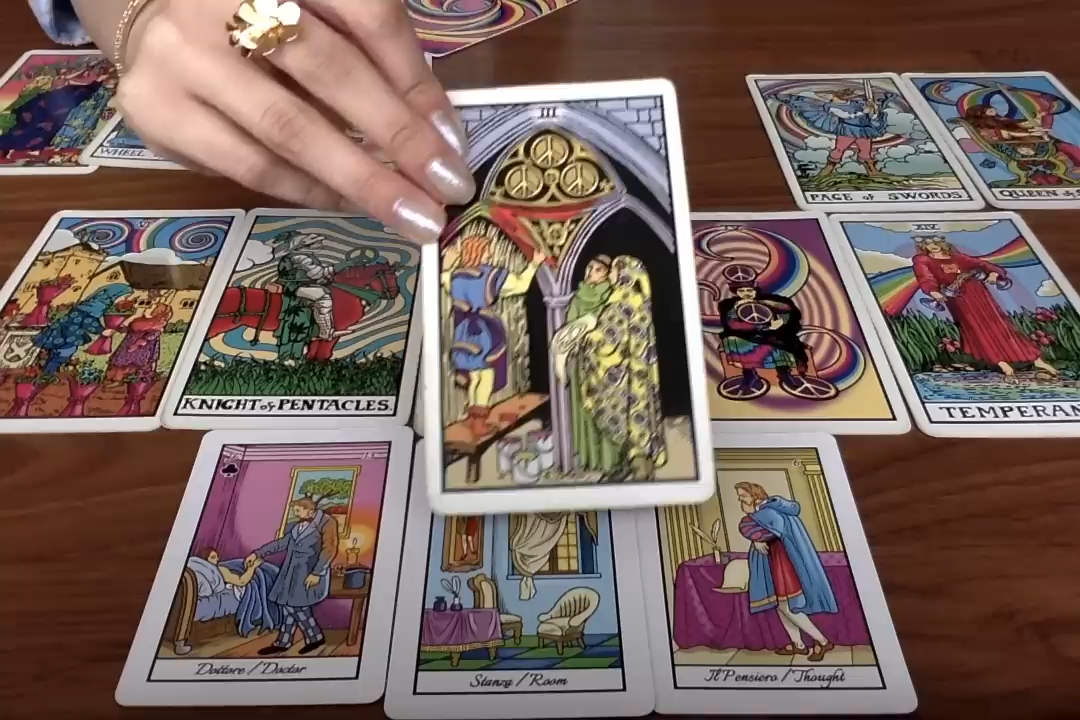 WHEEL
III
PAGE of SWORDS
QUEEN of S
KNIGHT of PENTACLES.
XIV
TEMPERAN
Dottore / Doctor
Stanza / Room
6
Il Pensiero / Thought